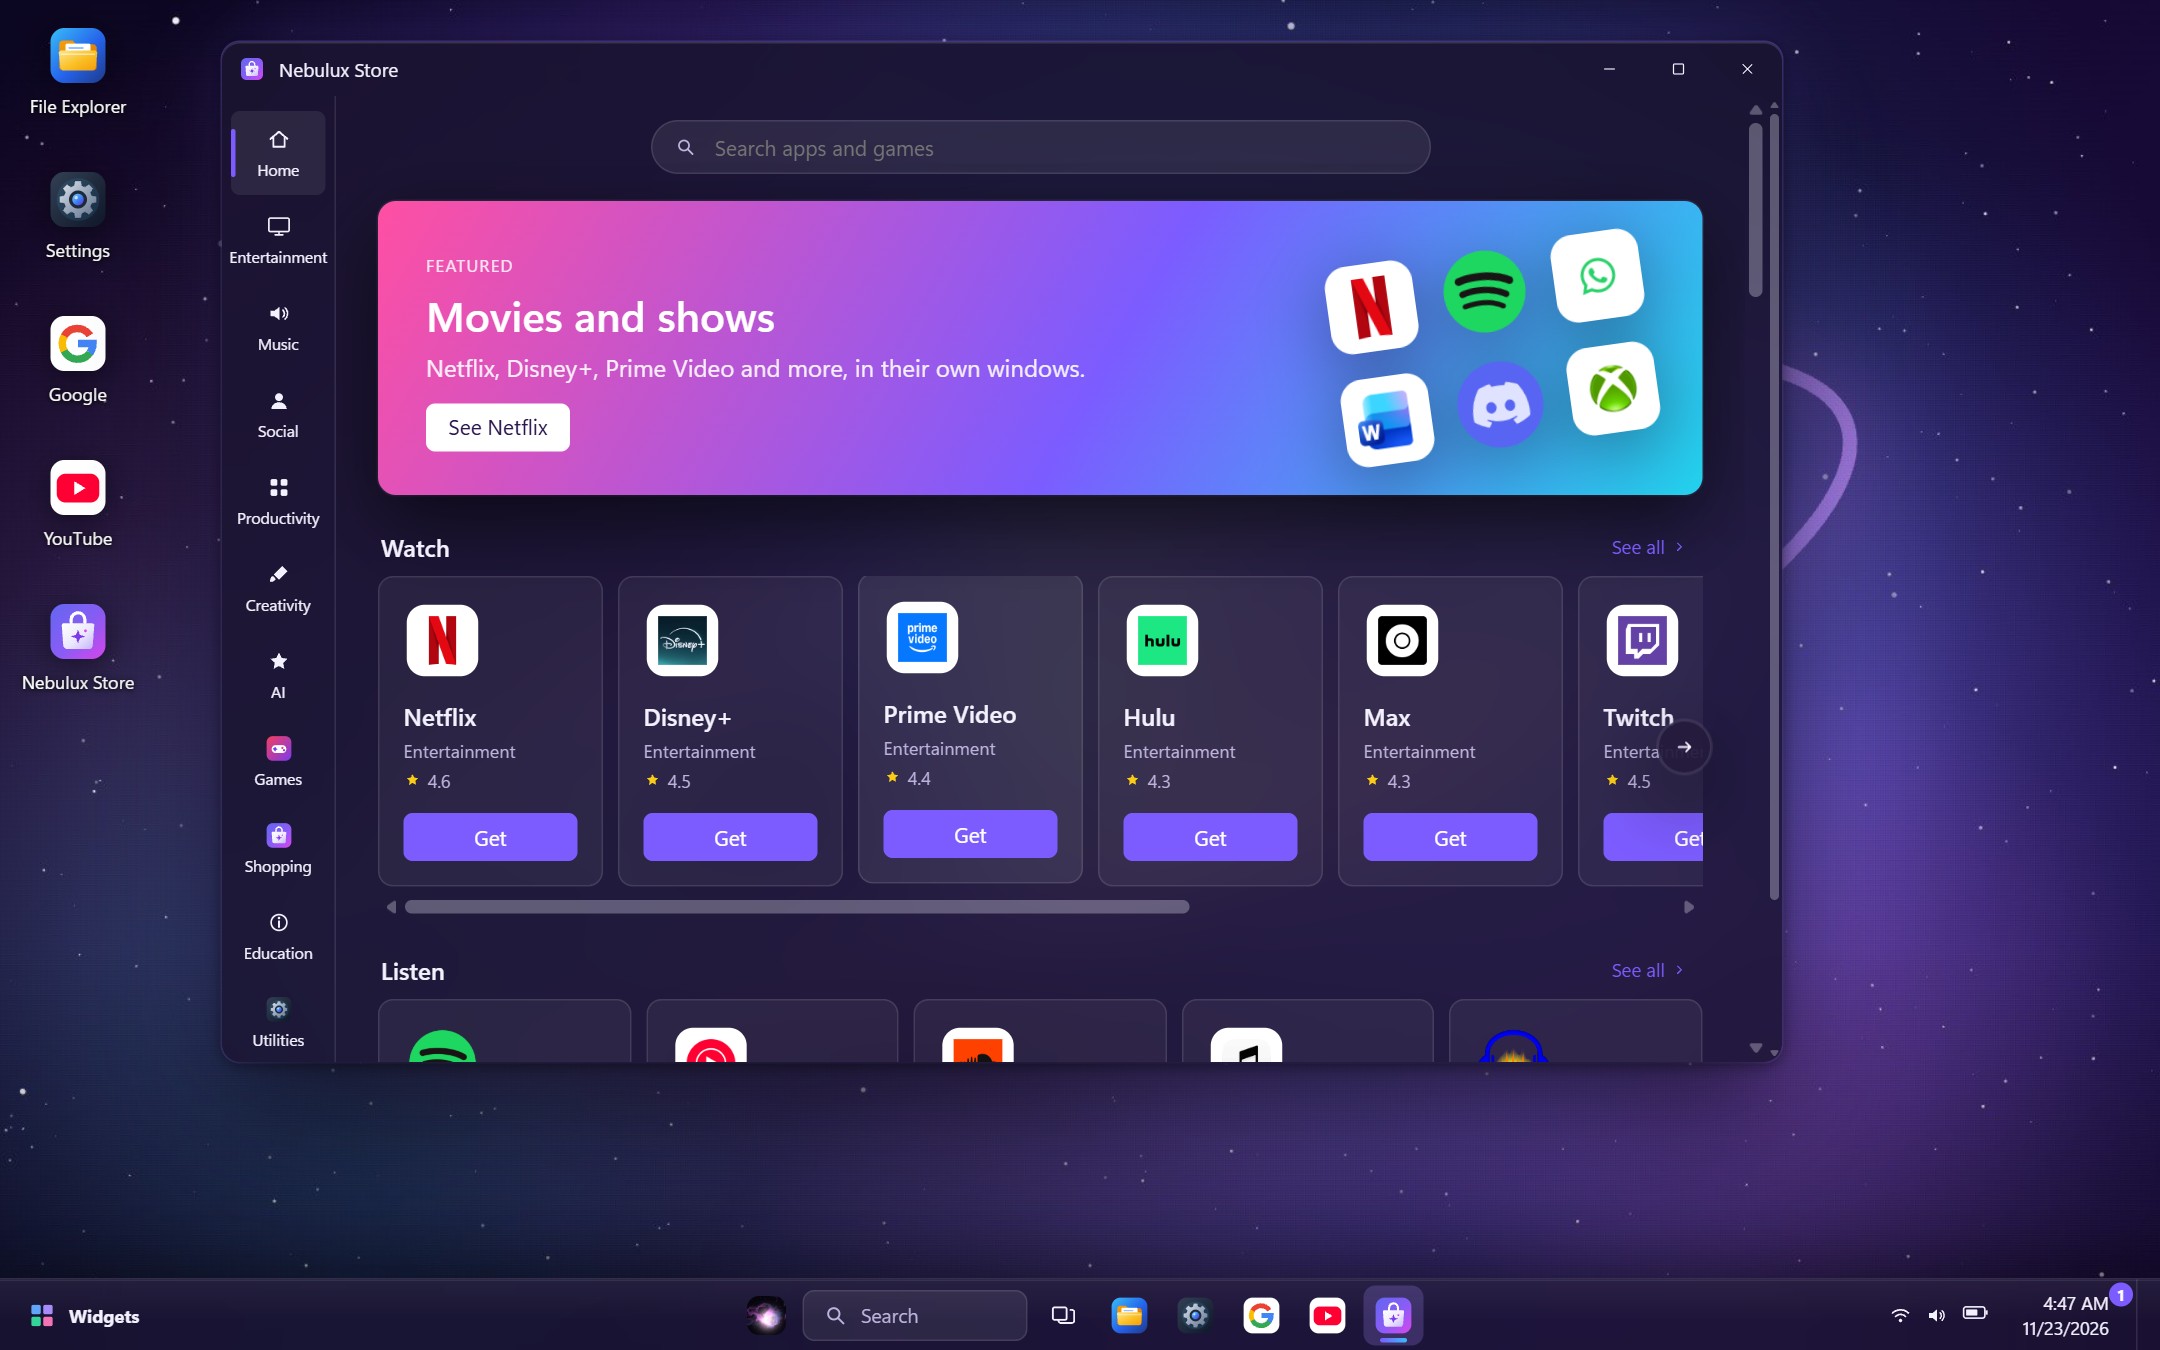 File Explorer
Settings
Google
YouTube
Nebulux Store
Nebulux Store
Home
Entertainment
Music
Social
Productivity
Creativity
AI
Games
Shopping
Education
Utilities
Search apps and games
FEATURED
Movies and shows
Netflix, Disney+, Prime Video and more, in their own windows.
See Netflix
N
W
Watch
See all
N
Disney+
prime
video
hulu
Netflix
Entertainment
4.6
Get
Disney+
Entertainment
4.5
Get
Prime Video
Entertainment
4.4
Get
Hulu
Entertainment
4.3
Get
Max
Entertainment
4.3
Get
Twitch
Enterta
4.5
Get
Listen
See all
Widgets
Search
4:47 AM
11/23/2026
1